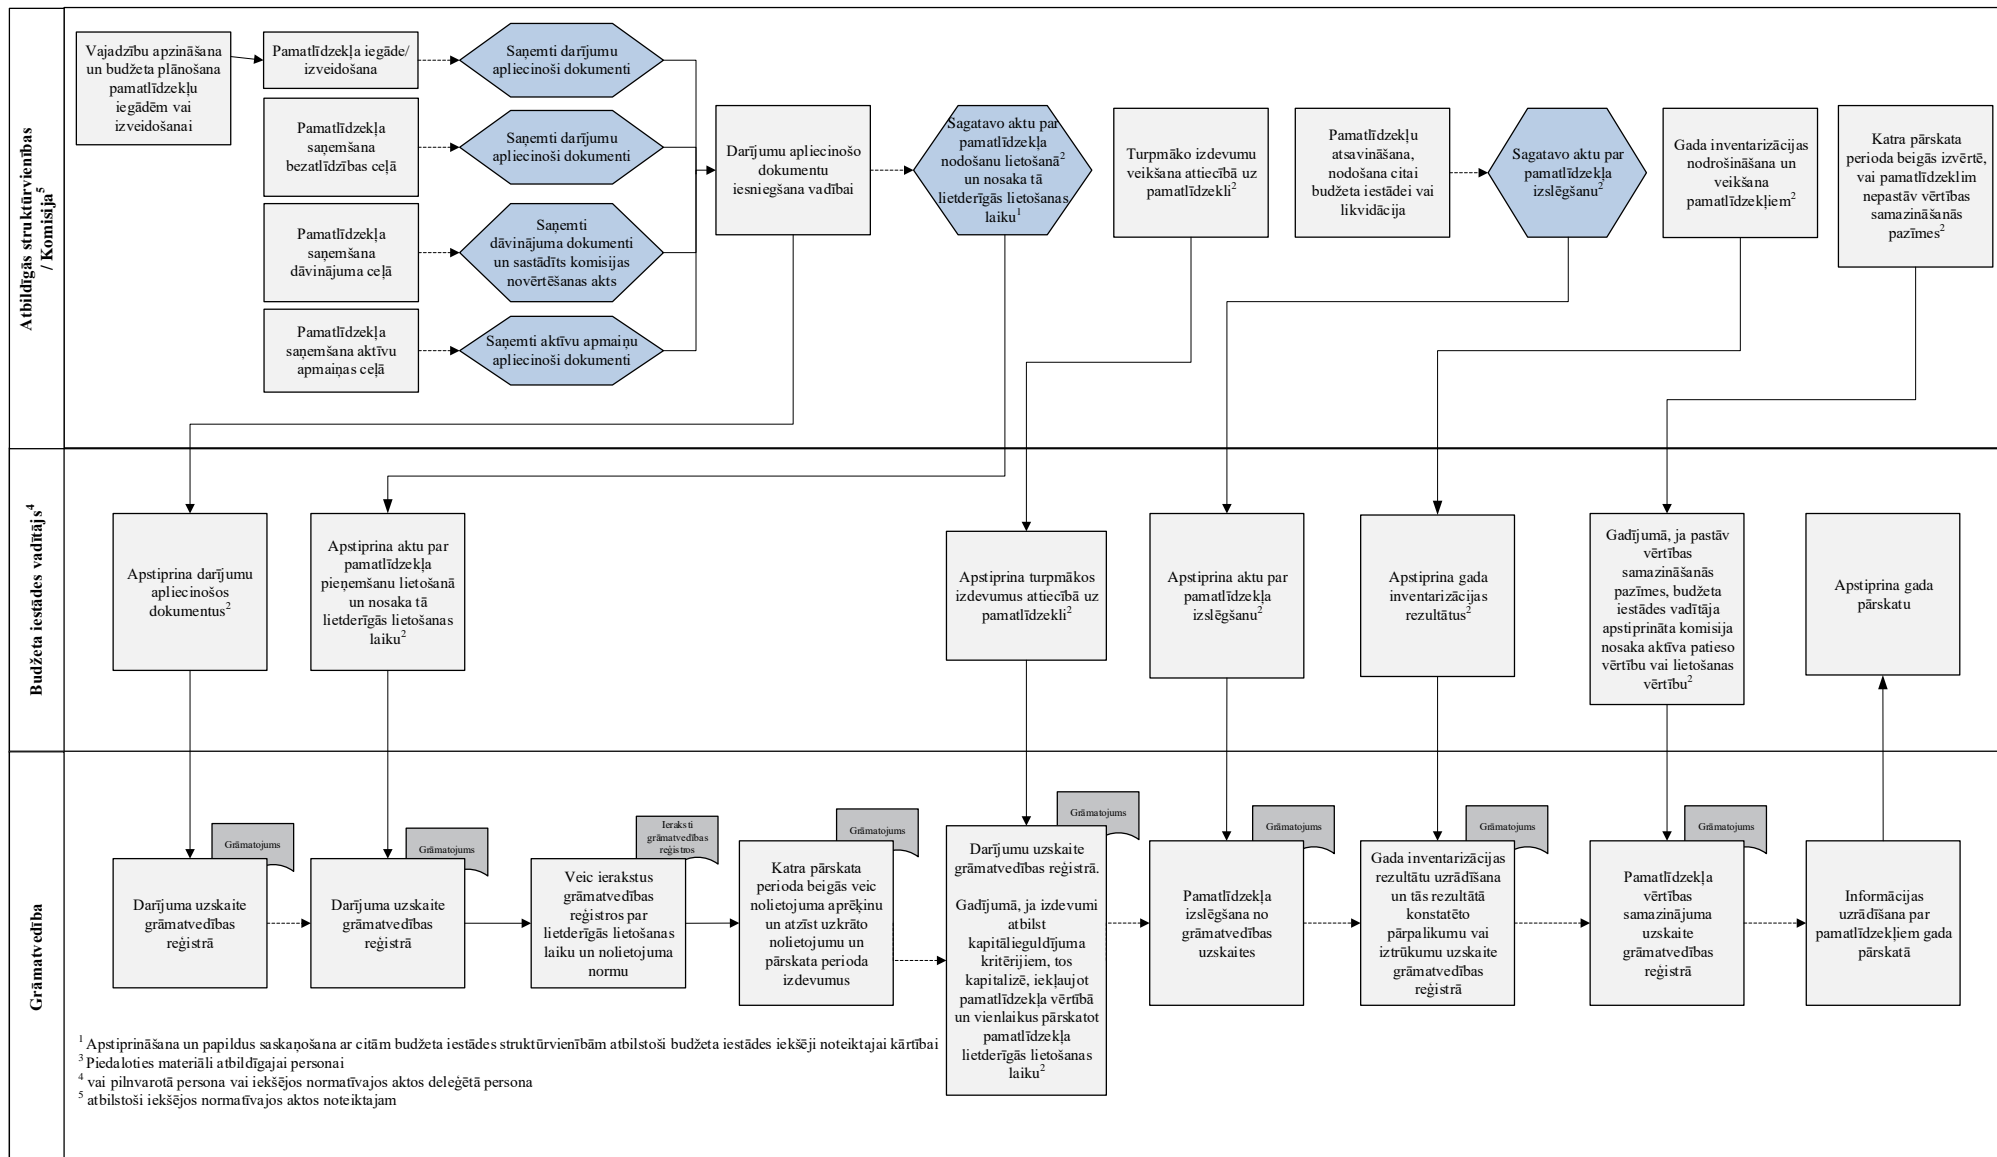 Atbildīgās struktūrvienības
/ Komisija⁵
Vajadzību apzināšana
un budžeta plānošana
pamatlīdzekļu
iegādēm vai
izveidošanai
Pamatlīdzekļa iegāde/
izveidošana
Saņemti darījumu
apliecinoši dokumenti
Pamatlīdzekļa
saņemšana
bezatlīdzības ceļā
Saņemti darījumu
apliecinoši dokumenti
Pamatlīdzekļa
saņemšana
dāvinājuma ceļā
Saņemti
dāvinājuma dokumenti
un sastādīts komisijas
novērtēšanas akts
Pamatlīdzekļa
saņemšana aktīvu
apmaiņas ceļā
Saņemti aktīvu apmaiņu
apliecinoši dokumenti
Darījumu apliecinošo
dokumentu
iesniegšana vadībai
Sagatavo aktu par
pamatlīdzekļa
nodošanu lietošanā²
un nosaka tā
lietderīgās lietošanas
laiku¹
Turpmāko izdevumu
veikšana attiecībā uz
pamatlīdzekli²
Pamatlīdzekļu
atsavināšana,
nodošana citai
budžeta iestādei vai
likvidācija
Sagatavo aktu par
pamatlīdzekļa
izslēgšanu²
Gada inventarizācijas
nodrošināšana un
veikšana
pamatlīdzekļiem²
Katra pārskata
perioda beigās izvērtē,
vai pamatlīdzeklim
nepastāv vērtības
samazināšanās
pazīmes²
Budžeta iestādes vadītājs⁴
Apstiprina darījumu
apliecinošos
dokumentus²
Apstiprina aktu par
pamatlīdzekļa
pieņemšanu lietošanā
un nosaka tā
lietderīgās lietošanas
laiku²
Apstiprina turpmākos
izdevumus attiecībā uz
pamatlīdzekli²
Apstiprina aktu par
pamatlīdzekļa
izslēgšanu²
Apstiprina gada
inventarizācijas
rezultātus²
Gadījumā, ja pastāv
vērtības
samazināšanās
pazīmes, budžeta
iestādes vadītāja
apstiprināta komisija
nosaka aktīva patieso
vērtību vai lietošanas
vērtību²
Apstiprina gada
pārskatu
Grāmatvedība
Grāmatojums
Darījuma uzskaite
grāmatvedības
reģistrā
Grāmatojums
Darījuma uzskaite
grāmatvedības
reģistrā
Ieraksti
grāmatvedības
reģistros
Veic ierakstus
grāmatvedības
reģistros par
lietderīgās lietošanas
laiku un nolietojuma
normu
Grāmatojums
Katra pārskata
perioda beigās veic
nolietojuma aprēķinu
un atzīst uzkrāto
nolietojumu un
pārskata perioda
izdevumus
Grāmatojums
Darījumu uzskaite
grāmatvedības reģistrā.
Gadījumā, ja izdevumi
atbilst
kapitālieguldījuma
kritērijiem, tos
kapitalizē, iekļaujot
pamatlīdzekļa vērtībā
un vienlaikus pārskatot
pamatlīdzekļa
lietderīgās lietošanas
laiku²
Grāmatojums
Pamatlīdzekļa
izslēgšana no
grāmatvedības
uzskaites
Grāmatojums
Gada inventarizācijas
rezultātu uzrādīšana
un tās rezultātā
konstatēto
pārpalikumu vai
iztrūkumu uzskaite
grāmatvedības
reģistrā
Grāmatojums
Pamatlīdzekļa
vērtības
samazinājuma
uzskaite
grāmatvedības
reģistrā
Informācijas
uzrādīšana par
pamatlīdzekļiem gada
pārskatā
¹ Apstiprināšana un papildus saskaņošana ar citām budžeta iestādes struktūrvienībām atbilstoši budžeta iestādes iekšēji noteiktajai kārtībai
³ Piedaloties materiāli atbildīgajai personai
⁴ vai pilnvarotā persona vai iekšējos normatīvajos aktos deleģētā persona
⁵ atbilstoši iekšējos normatīvajos aktos noteiktajam